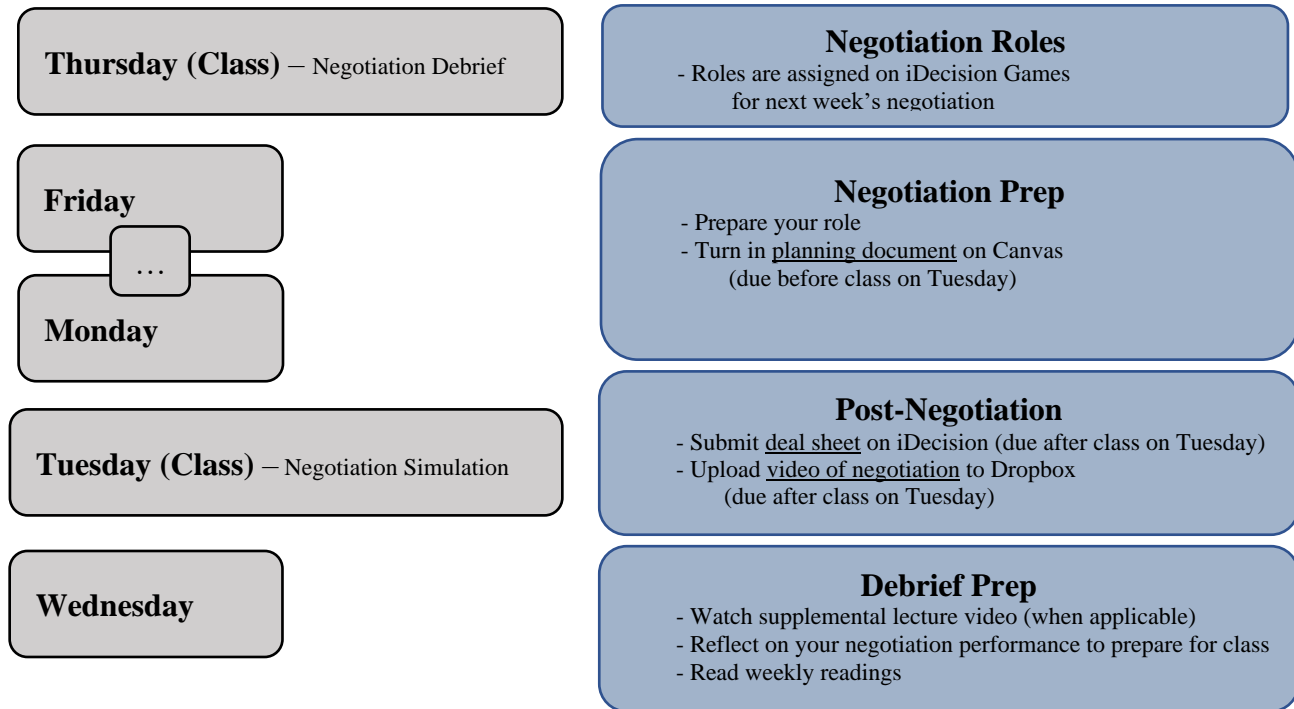 Thursday (Class) – Negotiation Debrief
Negotiation Roles
- Roles are assigned on iDecision Games
for next week's negotiation
Friday
…
Monday
Negotiation Prep
- Prepare your role
- Turn in planning document on Canvas
(due before class on Tuesday)
Tuesday (Class) – Negotiation Simulation
Post-Negotiation
- Submit deal sheet on iDecision (due after class on Tuesday)
- Upload video of negotiation to Dropbox
(due after class on Tuesday)
Wednesday
Debrief Prep
- Watch supplemental lecture video (when applicable)
- Reflect on your negotiation performance to prepare for class
- Read weekly readings